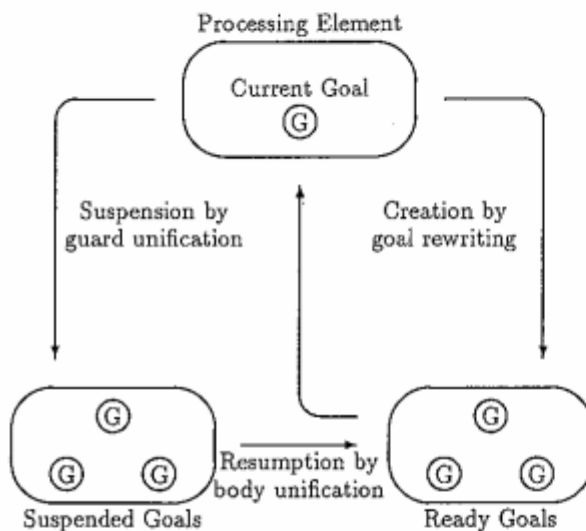 Processing Element
Current Goal
G
Suspension by
guard unification
Creation by
goal rewriting
G
G G
G
G G
Resumption by
body unification
Suspended Goals
Ready Goals